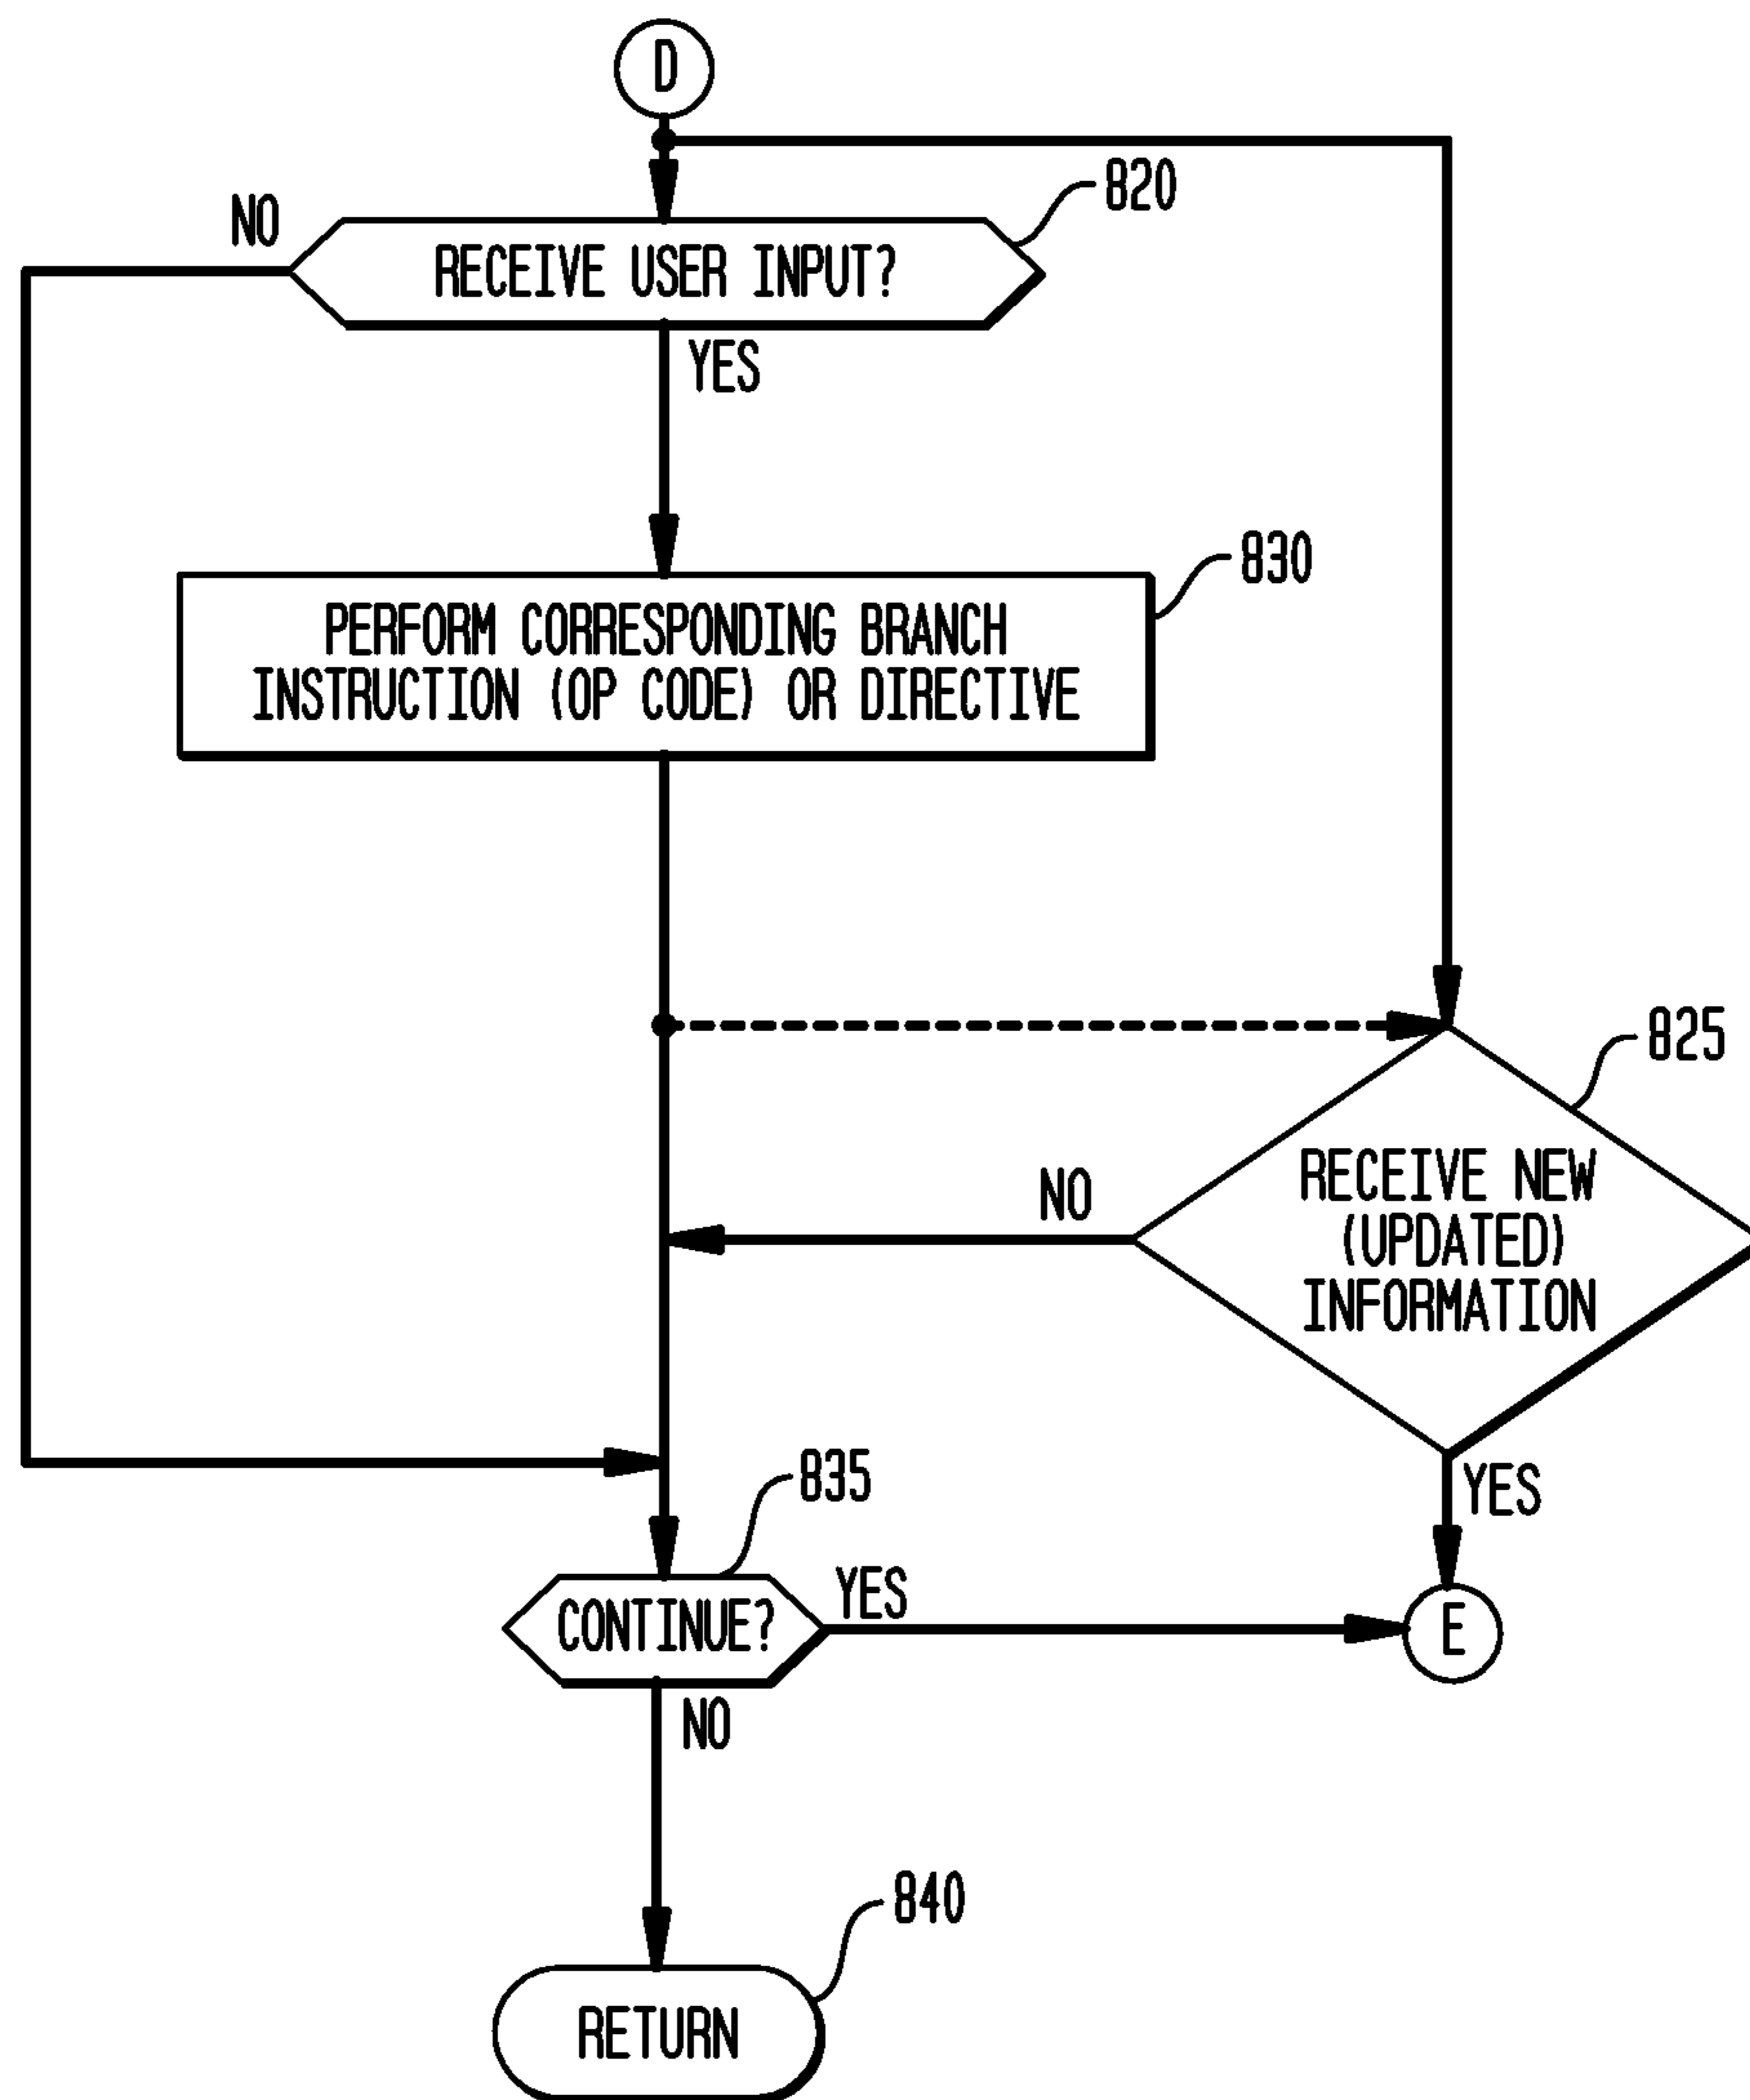 D
820
NO
RECEIVE USER INPUT?
YES
830
PERFORM CORRESPONDING BRANCH
INSTRUCTION (OP CODE) OR DIRECTIVE
825
NO
RECEIVE NEW
(UPDATED)
INFORMATION
835
YES
YES
CONTINUE?
E
NO
840
RETURN